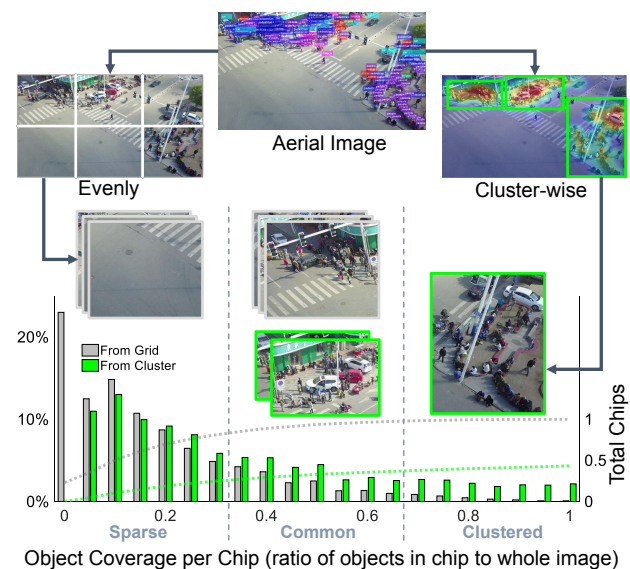 Aerial Image
Evenly
Cluster-wise
20%
10%
0%
From Grid
From Cluster
1
0.5
0
Total Chips
0
0.2
0.4
0.6
0.8
1
Sparse
Common
Clustered
Object Coverage per Chip (ratio of objects in chip to whole image)